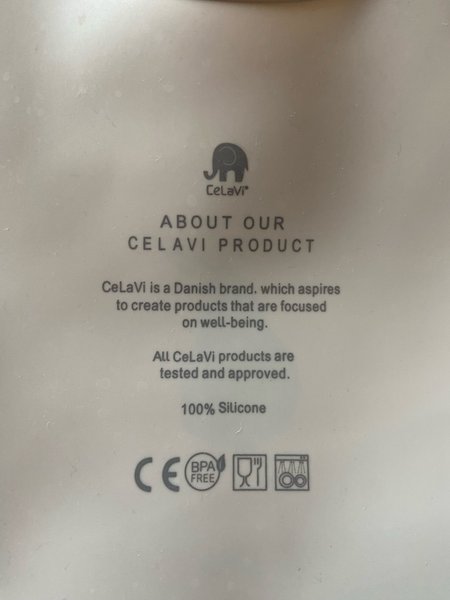 CeLaVi®
ABOUT OUR
CELAVI PRODUCT
CeLaVi is a Danish brand. which aspires
to create products that are focused
on well-being.
All CeLaVi products are
tested and approved.
100% Silicone
CE BPA FREE